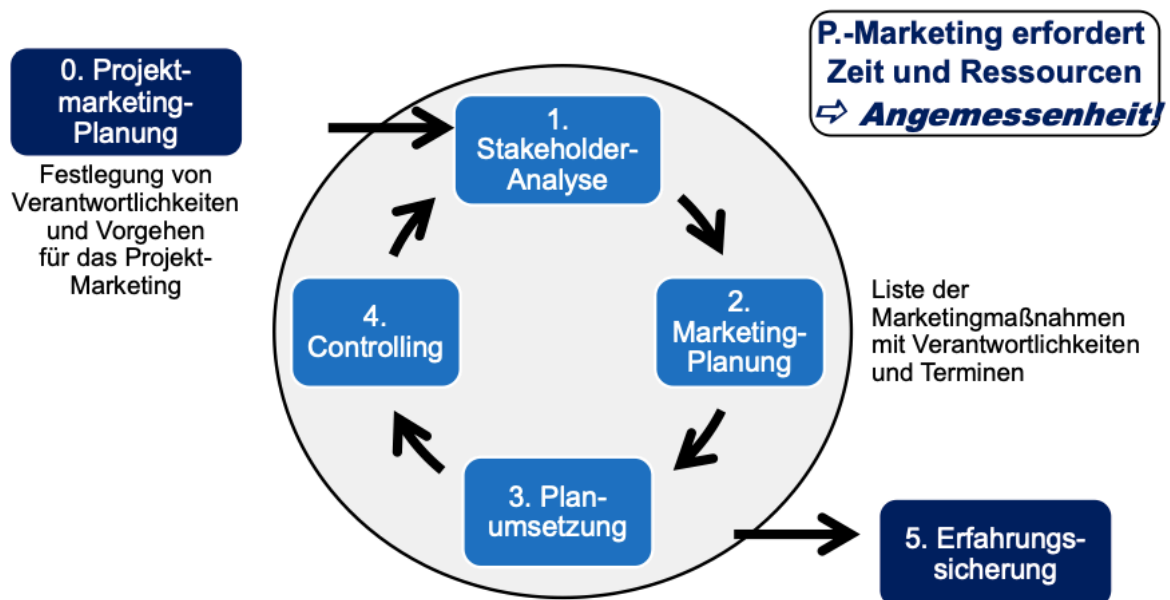 0. Projekt-
marketing-
Planung
Festlegung von
Verantwortlichkeiten
und Vorgehen
für das Projekt-
Marketing
P.-Marketing erfordert
Zeit und Ressourcen
⇨ Angemessenheit!
1.
Stakeholder-
Analyse
2.
Marketing-
Planung
Liste der
Marketingmaßnahmen
mit Verantwortlichkeiten
und Terminen
3. Plan-
umsetzung
4.
Controlling
5. Erfahrungs-
sicherung